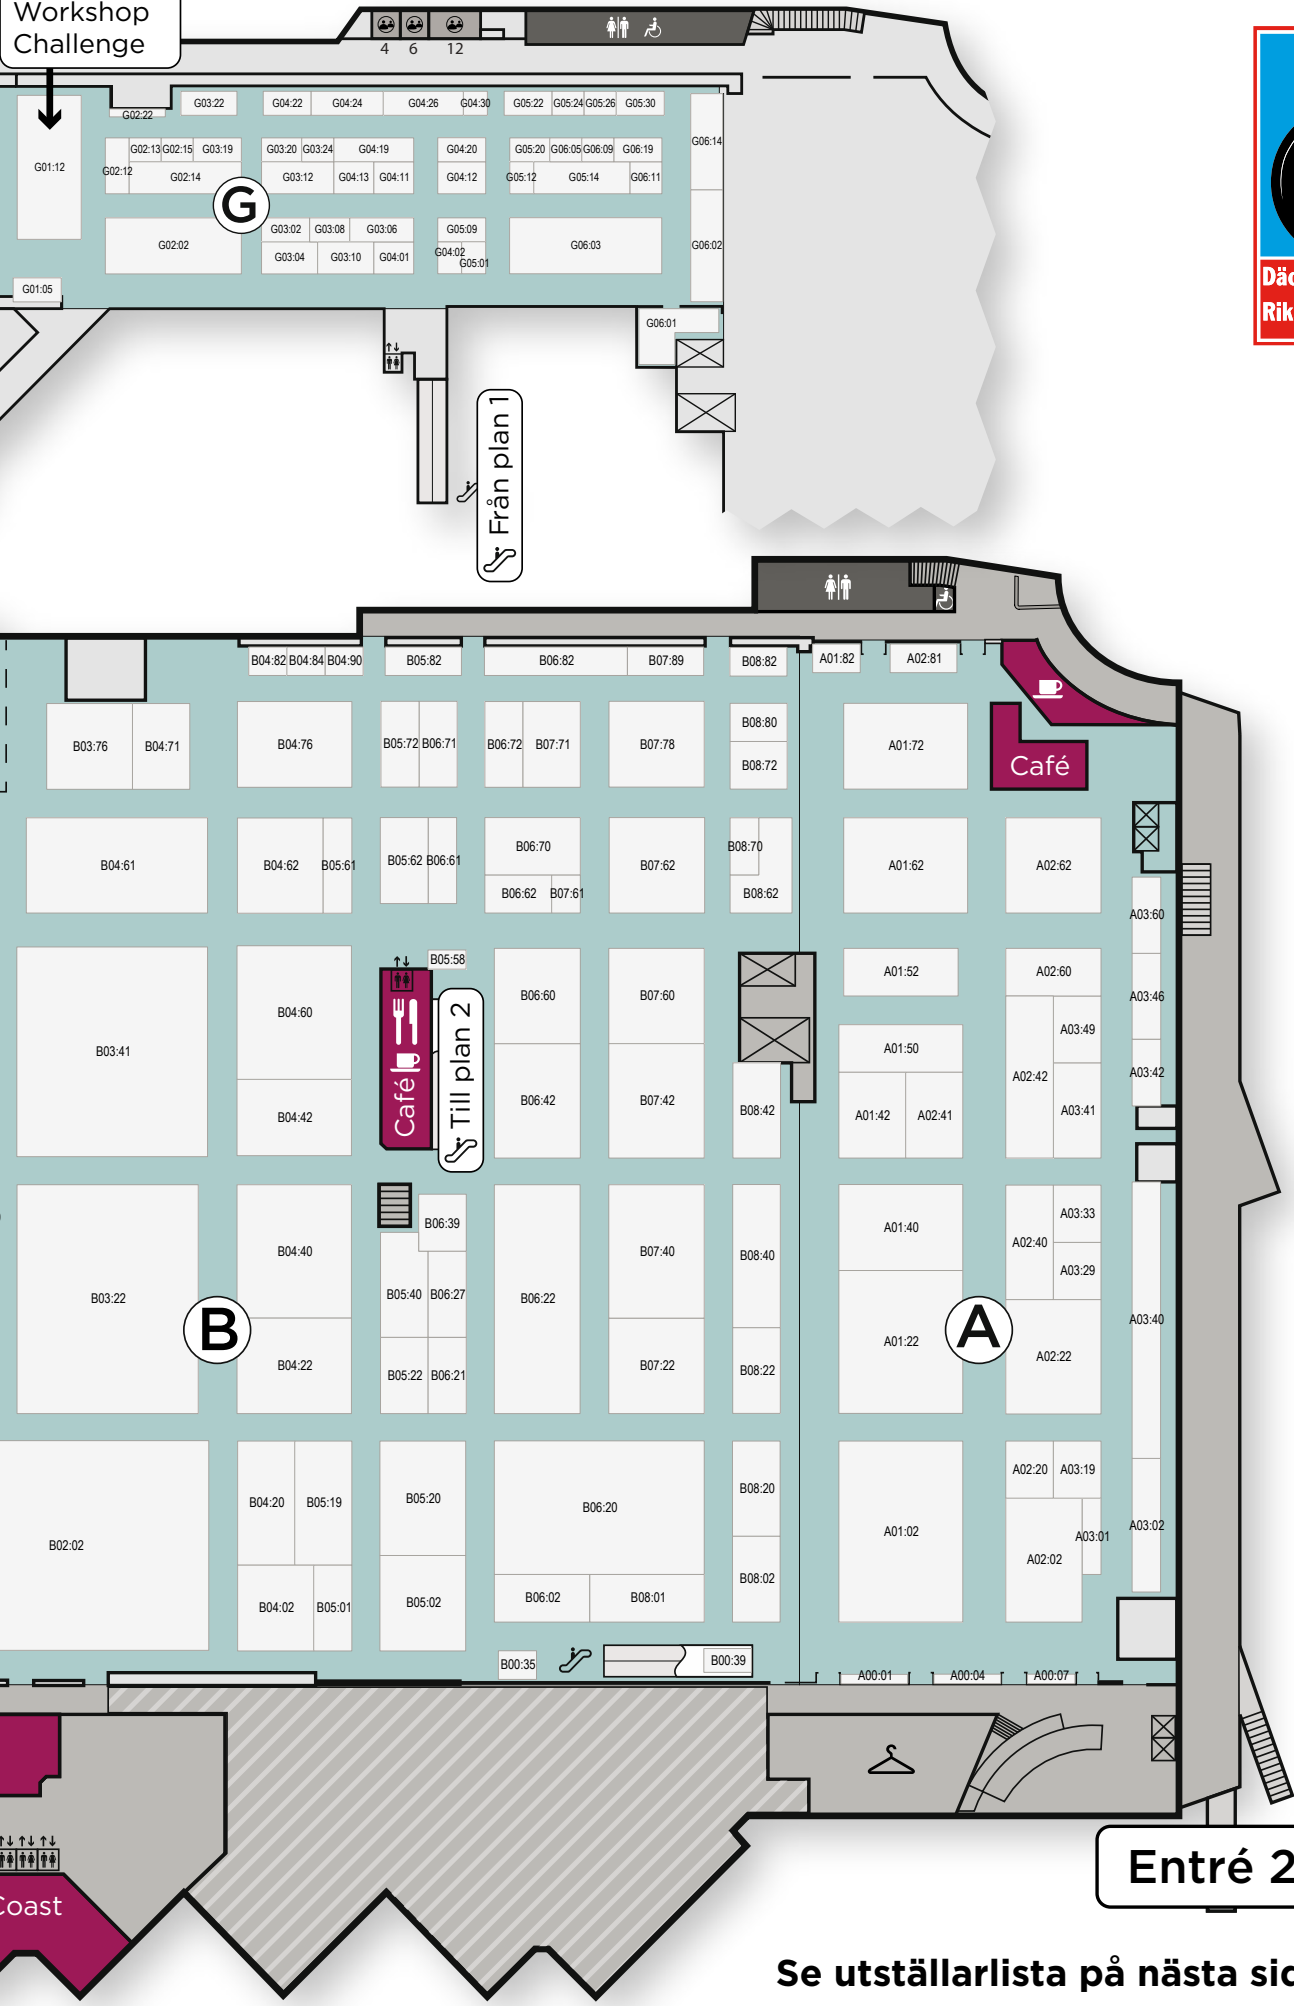 Workshop
Challenge
4 6 12
G03:22 G04:22 G04:24 G04:26 G04:30 G05:22 G05:24 G05:26 G05:30
G02:22
G06:14
G02:13 G02:15 G03:19 G03:20 G03:24 G04:19 G04:20 G05:20 G06:05 G06:09 G06:19
G01:12 G02:12 G02:14 G03:12 G04:13 G04:11 G04:12 G05:12 G05:14 G06:11
G
G03:02 G03:08 G03:06 G05:09
G02:02 G06:03 G06:02
G03:04 G03:10 G04:01 G04:02 G05:01
G01:05
G06:01
Från plan 1
B04:82 B04:84 B04:90 B05:82 B06:82 B07:89 B08:82 A01:82 A02:81
B08:80
B03:76 B04:71 B04:76 B05:72 B06:71 B06:72 B07:71 B07:78 A01:72
B08:72 Café
B06:70 B08:70
B04:61 B04:62 B05:61 B05:62 B06:61 B07:62 A01:62 A02:62
B06:62 B07:61 B08:62
A03:60
B05:58
A01:52 A02:60
B06:60 B07:60 A03:46
B04:60 A03:49
B03:41 A01:50
A02:42 A03:42
Café
Till plan 2
B04:42 B06:42 B07:42 B08:42 A01:42 A02:41 A03:41
B06:39 A01:40 A03:33
A02:40
B04:40 B07:40 B08:40
A03:29
B03:22 B05:40 B06:27 B06:22
A03:40
B A
A01:22
A02:22
B04:22 B05:22 B06:21 B07:22 B08:22
A02:20 A03:19
B04:20 B05:19 B05:20 B06:20 B08:20
A01:02 A03:02
A03:01
B02:02 A02:02
B08:02
B04:02 B05:01 B05:02 B06:02 B08:01
B00:35 B00:39
A00:01 A00:04 A00:07
Entré 2
Coast
Se utställarlista på nästa sid
Däc
Rik